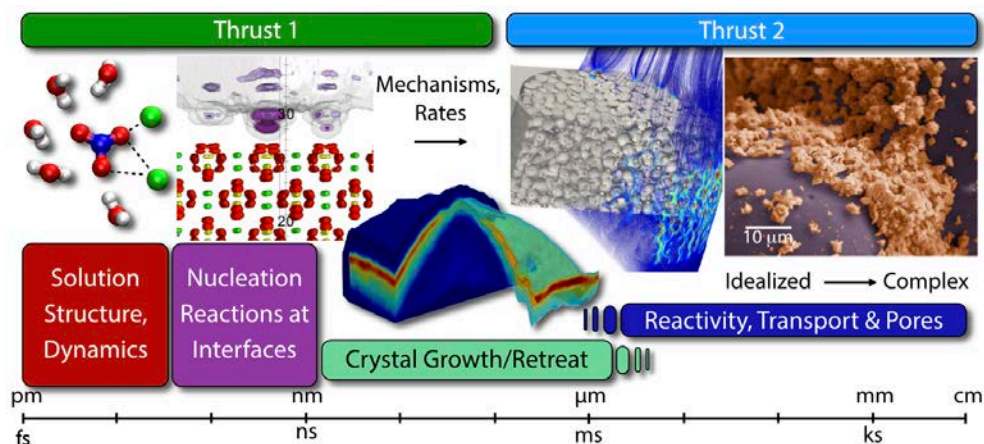 Thrust 1
Thrust 2
Mechanisms,
Rates
30
20
10 μm
Idealized
Complex
Solution
Structure,
Dynamics
Nucleation
Reactions at
Interfaces
Reactivity, Transport & Pores
Crystal Growth/Retreat
pm
nm
μm
mm
cm
fs
ns
ms
ks